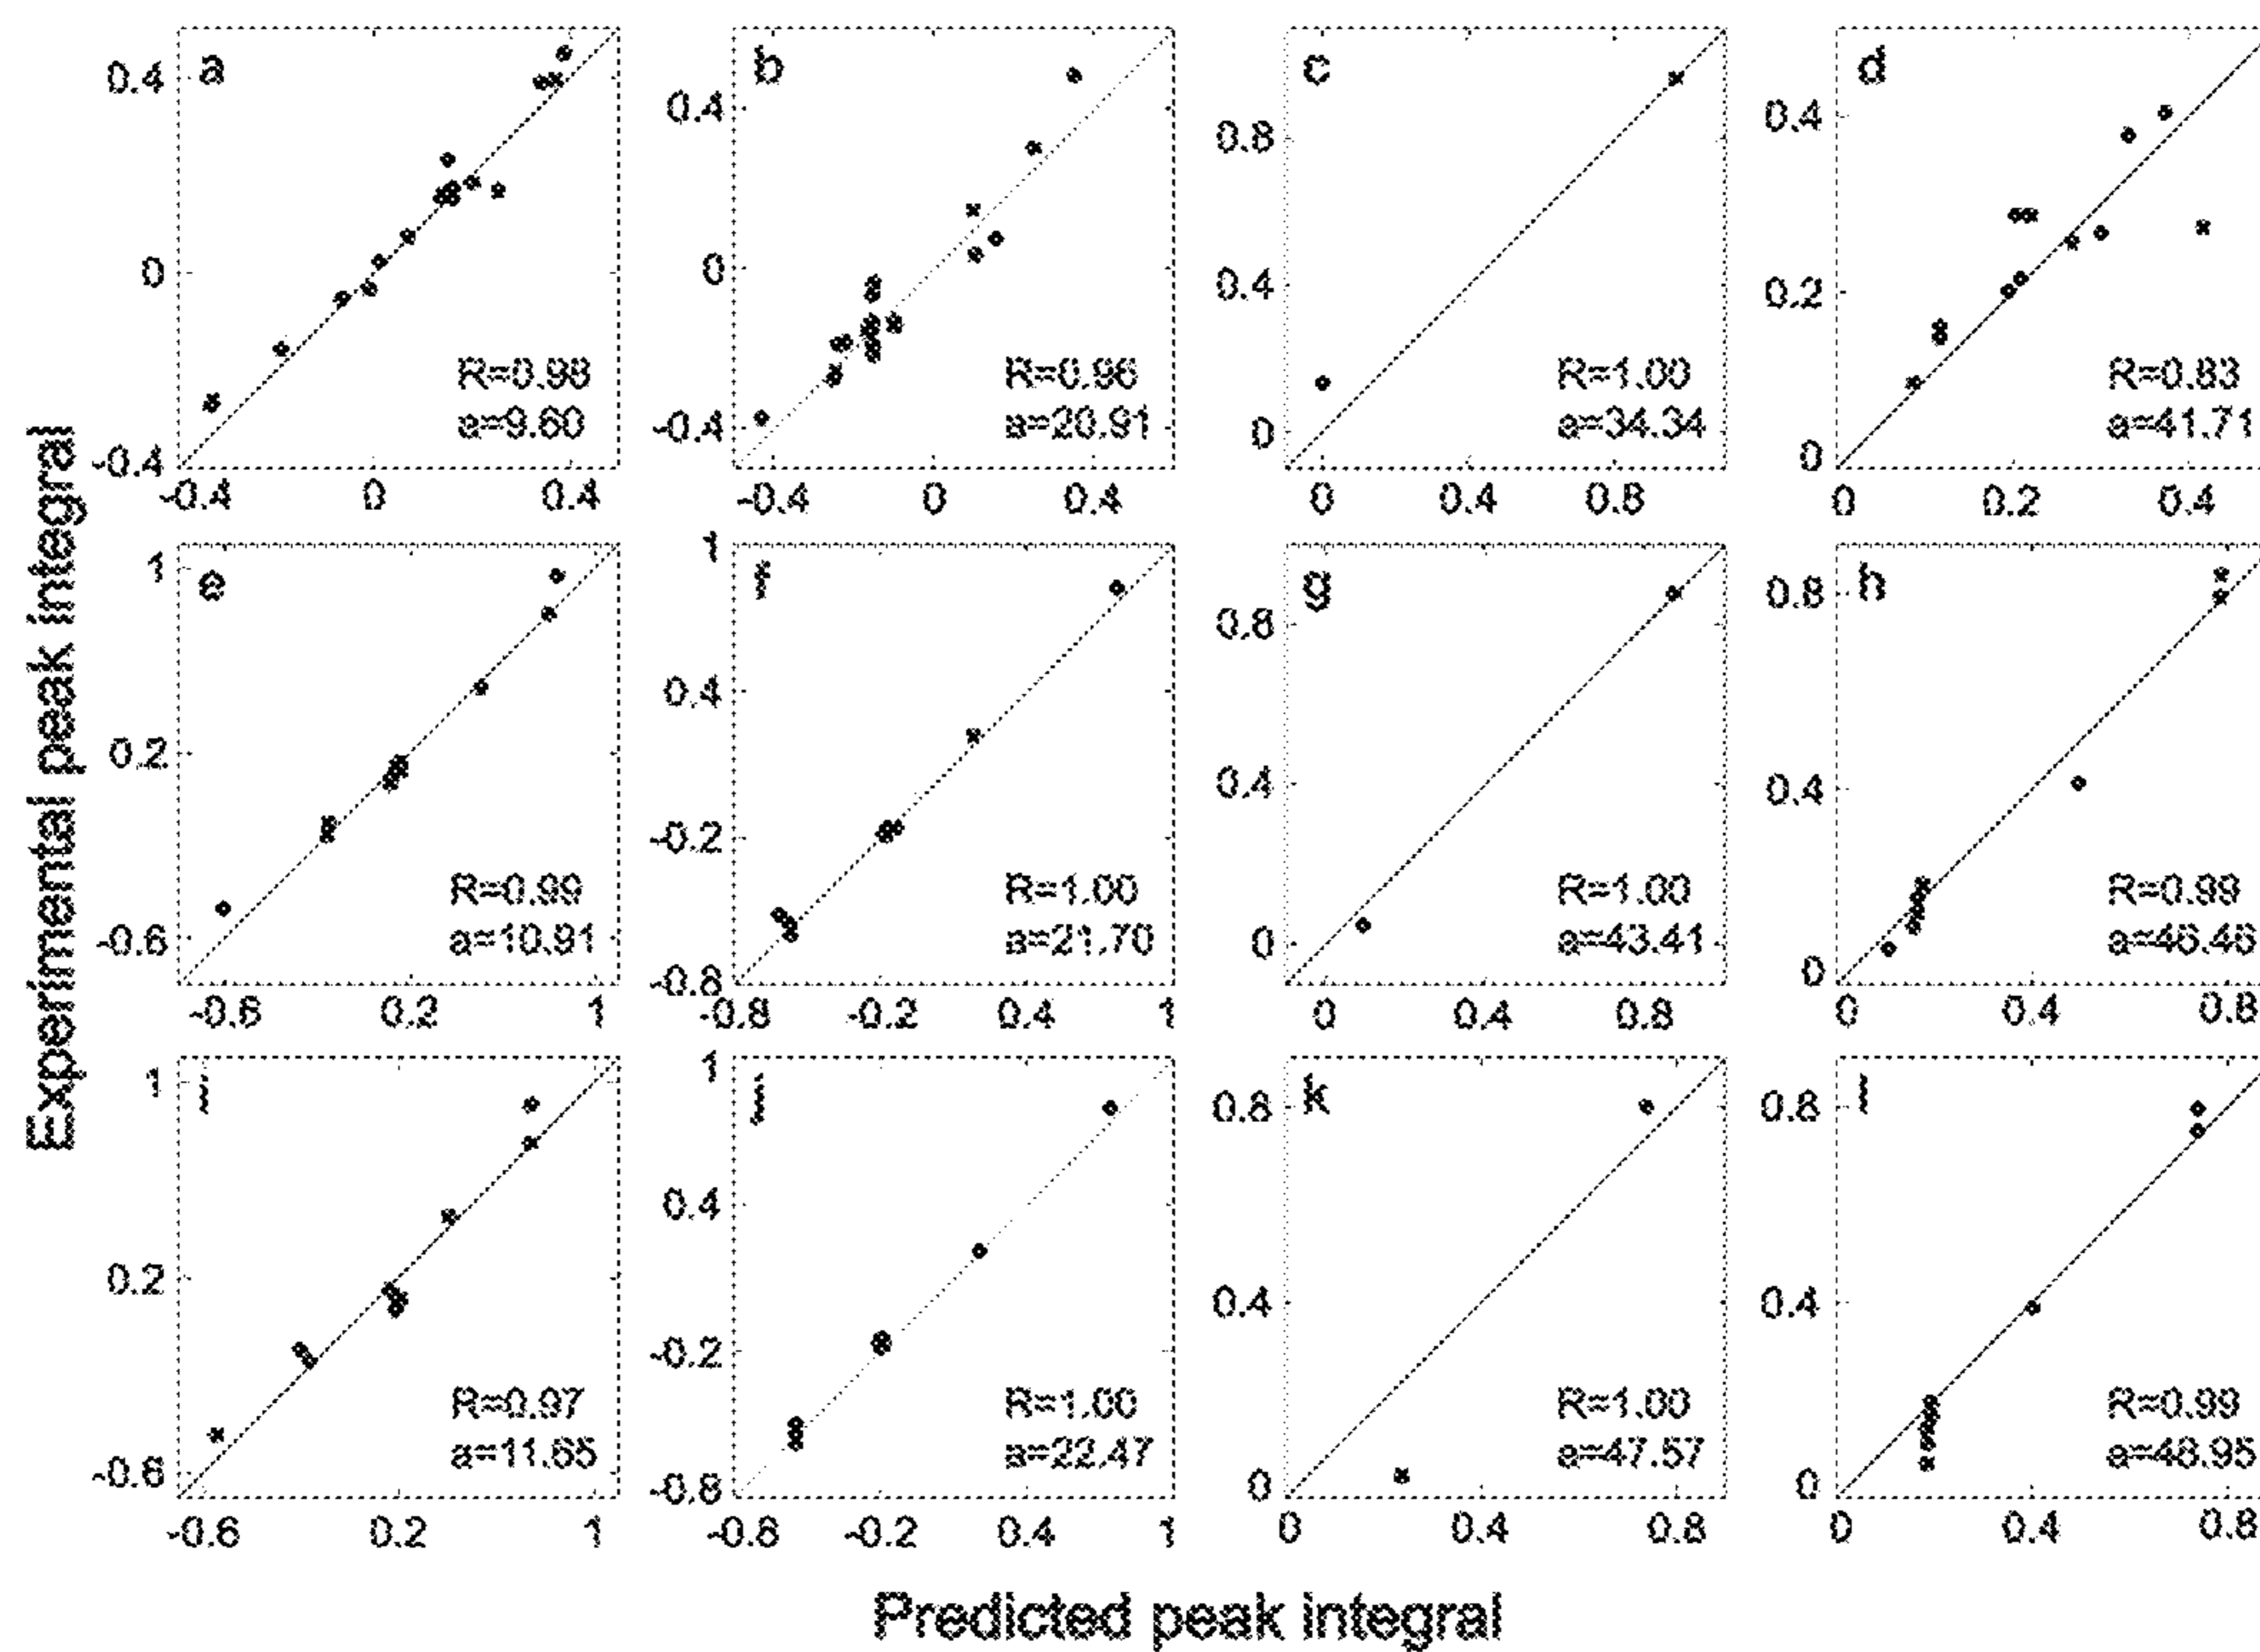 Experimental peak integral
a
0.4
0
-0.4
-0.4 0 0.4
R=0.98
a=9.60
b
0.4
0
-0.4
-0.4 0 0.4
R=0.96
a=20.91
c
0.8
0.4
0
0 0.4 0.8
R=1.00
a=34.34
d
0.4
0.2
0
0 0.2 0.4
R=0.83
a=41.71
e
1
0.2
-0.6
-0.6 0.2 1
R=0.99
a=10.91
f
1
0.4
-0.2
-0.8
-0.8 -0.2 0.4 1
R=1.00
a=21.70
g
0.8
0.4
0
0 0.4 0.8
R=1.00
a=43.41
h
0.8
0.4
0
0 0.4 0.8
R=0.99
a=46.46
i
1
0.2
-0.6
-0.6 0.2 1
R=0.97
a=11.65
j
1
0.4
-0.2
-0.8
-0.8 -0.2 0.4 1
R=1.00
a=22.47
k
0.8
0.4
0
0 0.4 0.8
R=1.00
a=47.57
l
0.8
0.4
0
0 0.4 0.8
R=0.99
a=48.95
Predicted peak integral